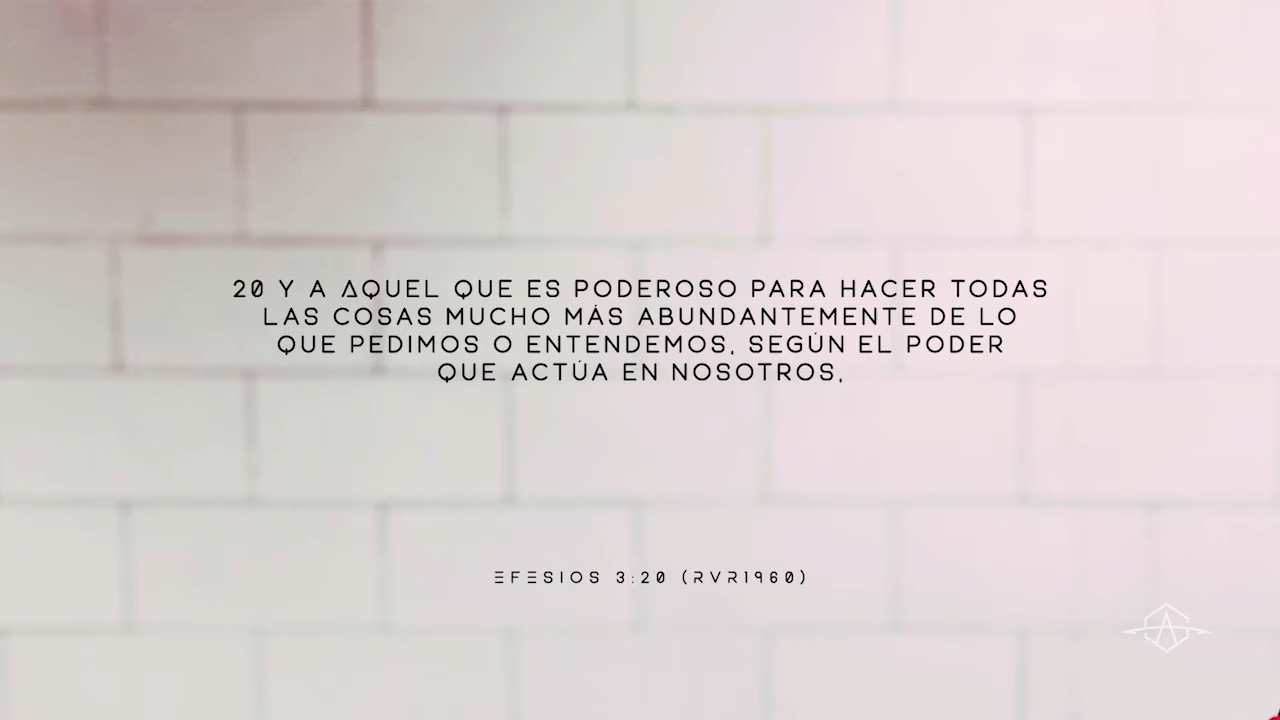 20 Y A AQUEL QUE ES PODEROSO PARA HACER TODAS
LAS COSAS MUCHO MÁS ABUNDANTEMENTE DE LO
QUE PEDIMOS O ENTENDEMOS, SEGÚN EL PODER
QUE ACTÚA EN NOSOTROS,
EFESIOS 3:20 (RVR1960)